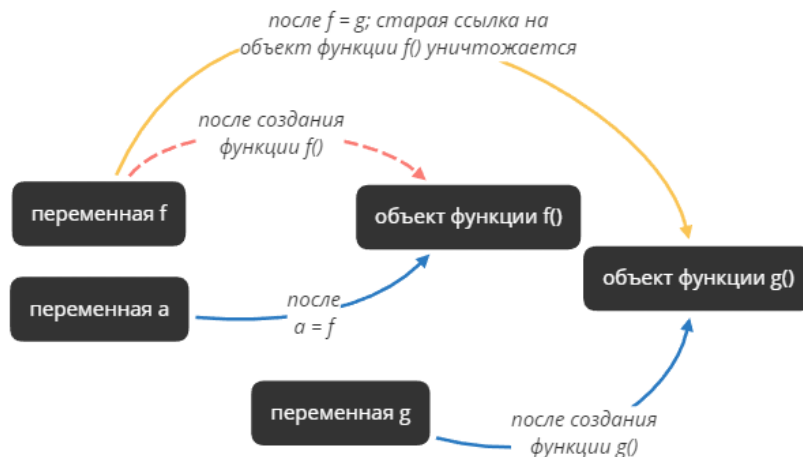 после f = g; старая ссылка на
объект функции f() уничтожается
после создания
функции f()
переменная f
объект функции f()
объект функции g()
переменная a
после
a = f
переменная g
после создания
функции g()